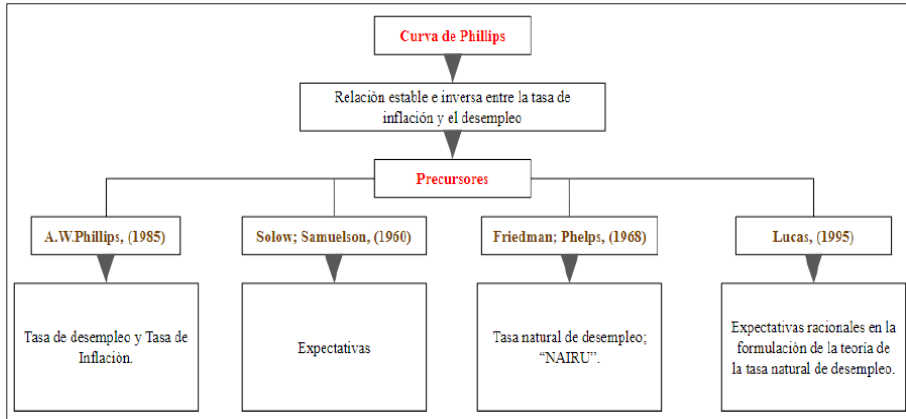 Curva de Phillips
Relaciòn estable e inversa entre la tasa de
inflación y el desempleo
Precursores
A.W.Phillips, (1985)
Solow; Samuelson, (1960)
Friedman; Phelps, (1968)
Lucas, (1995)
Tasa de desempleo y Tasa de
Inflaciòn.
Expectativas
Tasa natural de desempleo;
“NAIRU”.
Expectativas racionales en la
formulaciòn de la teoria de
la tasa natural de desempleo.